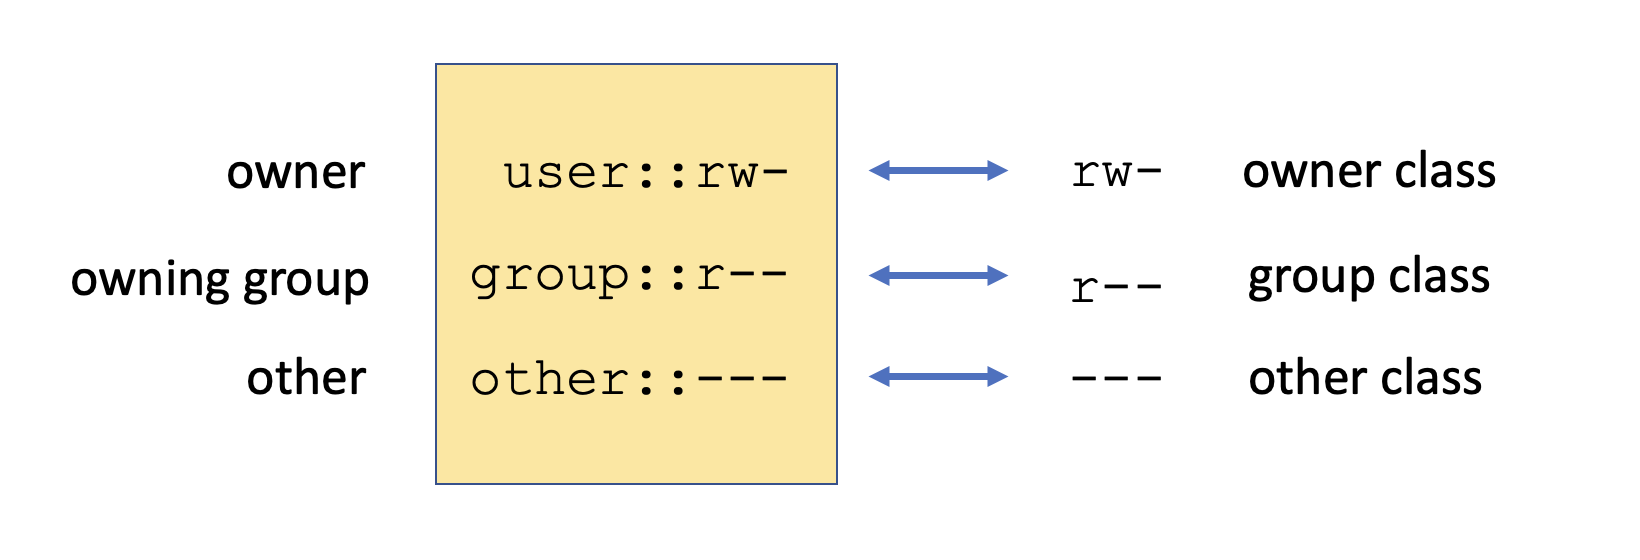 owner user::rw- rw- owner class
owning group group::r-- r-- group class
other other::--- --- other class